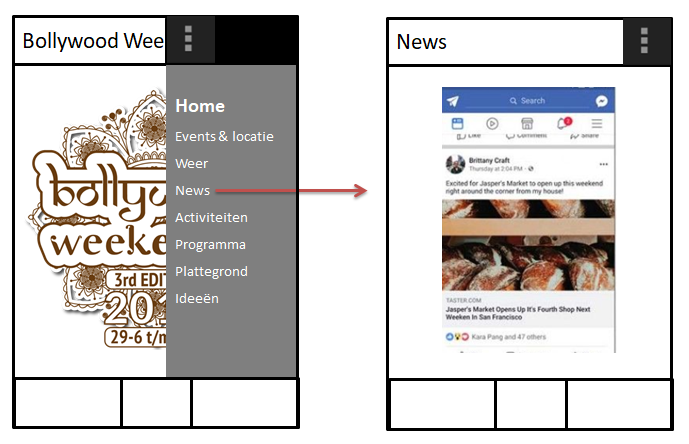 Bollywood Wee
Home
Events & locatie
Weer
News
Activiteiten
Programma
Plattegrond
Ideeën
bolly
weeke
3rd EDIT
201
29-6 t/m
News
Search
Like
Comment
Share
Brittany Craft
Thursday at 2:04 PM ·
Excited for Jasper's Market to open up this weekend
right around the corner from my house!
TASTER.COM
Jasper's Market Opens Up It's Fourth Shop Next
Weeken In San Francisco
Kara Pang and 47 others